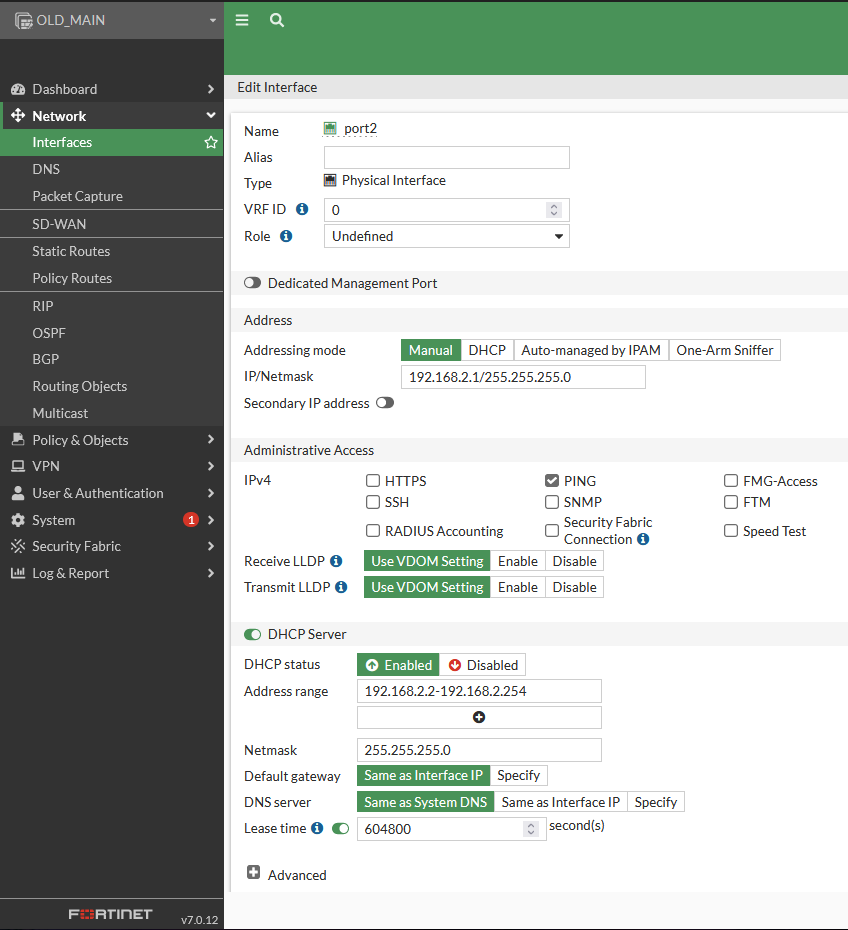 OLD_MAIN
Dashboard
Network
Interfaces
DNS
Packet Capture
SD-WAN
Static Routes
Policy Routes
RIP
OSPF
BGP
Routing Objects
Multicast
Policy & Objects
VPN
User & Authentication
System 1
Security Fabric
Log & Report
FORTINET v7.0.12
Edit Interface
Name port2
Alias
Type Physical Interface
VRF ID 0
Role Undefined
Dedicated Management Port
Address
Addressing mode Manual DHCP Auto-managed by IPAM One-Arm Sniffer
IP/Netmask 192.168.2.1/255.255.255.0
Secondary IP address
Administrative Access
IPv4 HTTPS PING FMG-Access
SSH SNMP FTM
RADIUS Accounting Security Fabric Connection Speed Test
Receive LLDP Use VDOM Setting Enable Disable
Transmit LLDP Use VDOM Setting Enable Disable
DHCP Server
DHCP status Enabled Disabled
Address range 192.168.2.2-192.168.2.254
Netmask 255.255.255.0
Default gateway Same as Interface IP Specify
DNS server Same as System DNS Same as Interface IP Specify
Lease time 604800 second(s)
Advanced